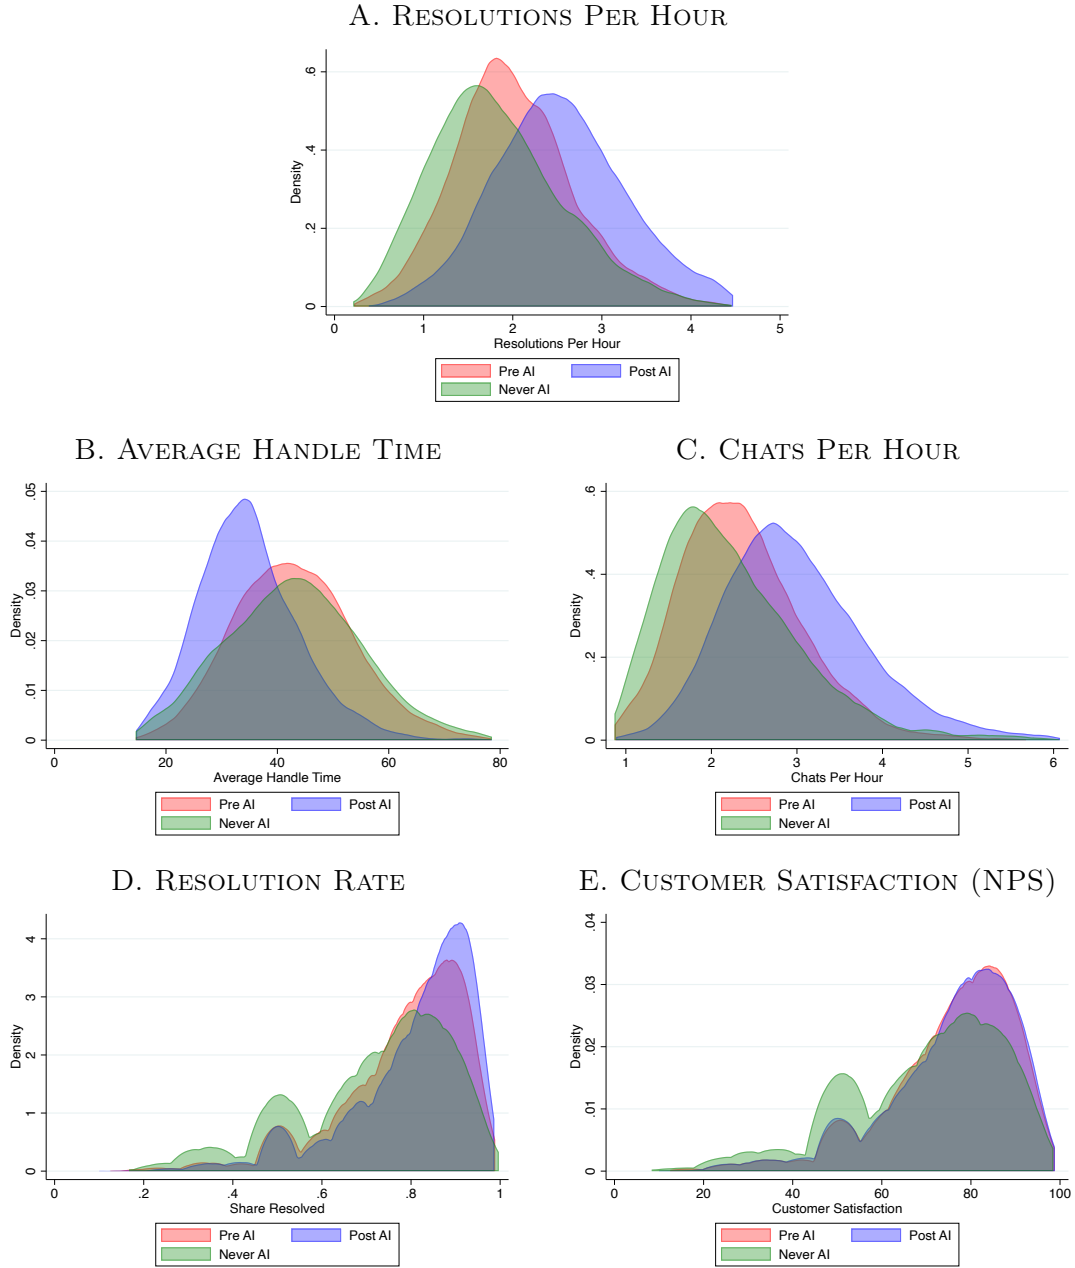 A. Resolutions Per Hour
.6
.4
.2
0
Density
0 1 2 3 4 5
Resolutions Per Hour
Pre AI Post AI
Never AI
B. Average Handle Time
.05
.04
.03
.02
.01
0
Density
0 20 40 60 80
Average Handle Time
Pre AI Post AI
Never AI
C. Chats Per Hour
.6
.4
.2
0
Density
1 2 3 4 5 6
Chats Per Hour
Pre AI Post AI
Never AI
D. Resolution Rate
4
3
2
1
0
Density
0 .2 .4 .6 .8 1
Share Resolved
Pre AI Post AI
Never AI
E. Customer Satisfaction (NPS)
.04
.03
.02
.01
0
Density
0 20 40 60 80 100
Customer Satisfaction
Pre AI Post AI
Never AI